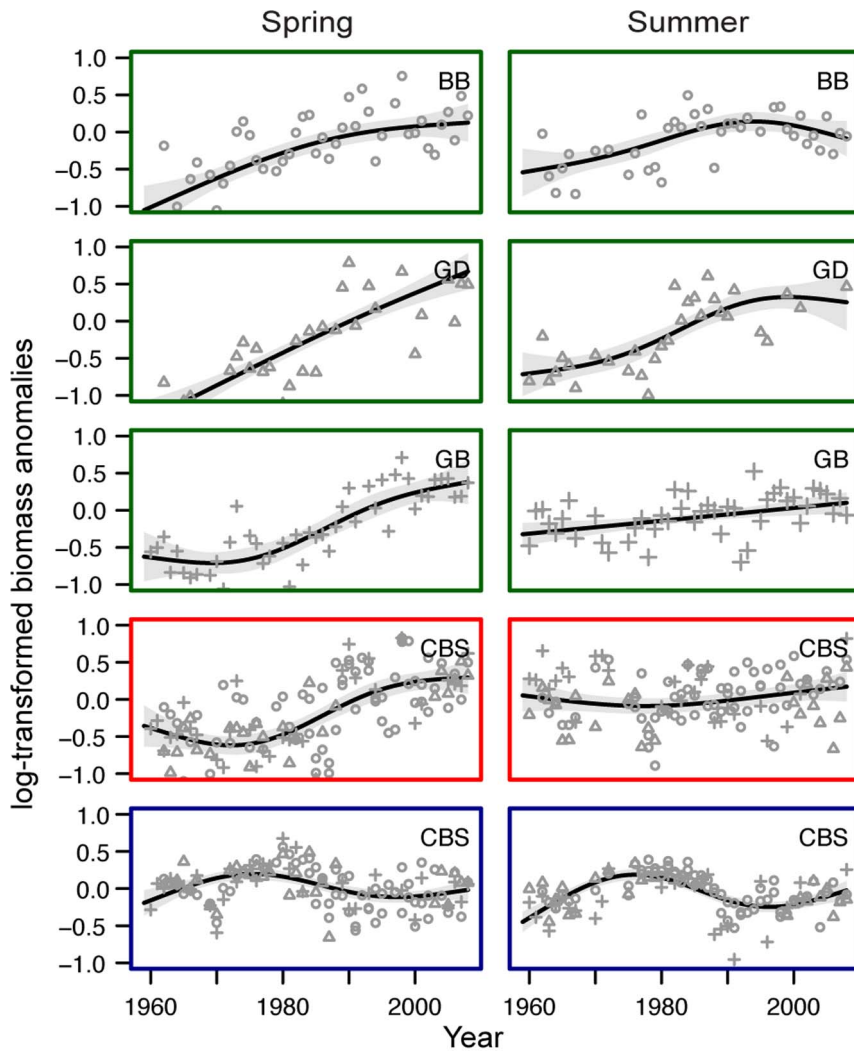 Spring Summer
log-transformed biomass anomalies
1.0 BB BB
0.5
0.0
−0.5
−1.0
1.0 GD GD
0.5
0.0
−0.5
−1.0
1.0 GB GB
0.5
0.0
−0.5
−1.0
1.0 CBS CBS
0.5
0.0
−0.5
−1.0
1.0 CBS CBS
0.5
0.0
−0.5
−1.0
1960 1980 2000 1960 1980 2000
Year